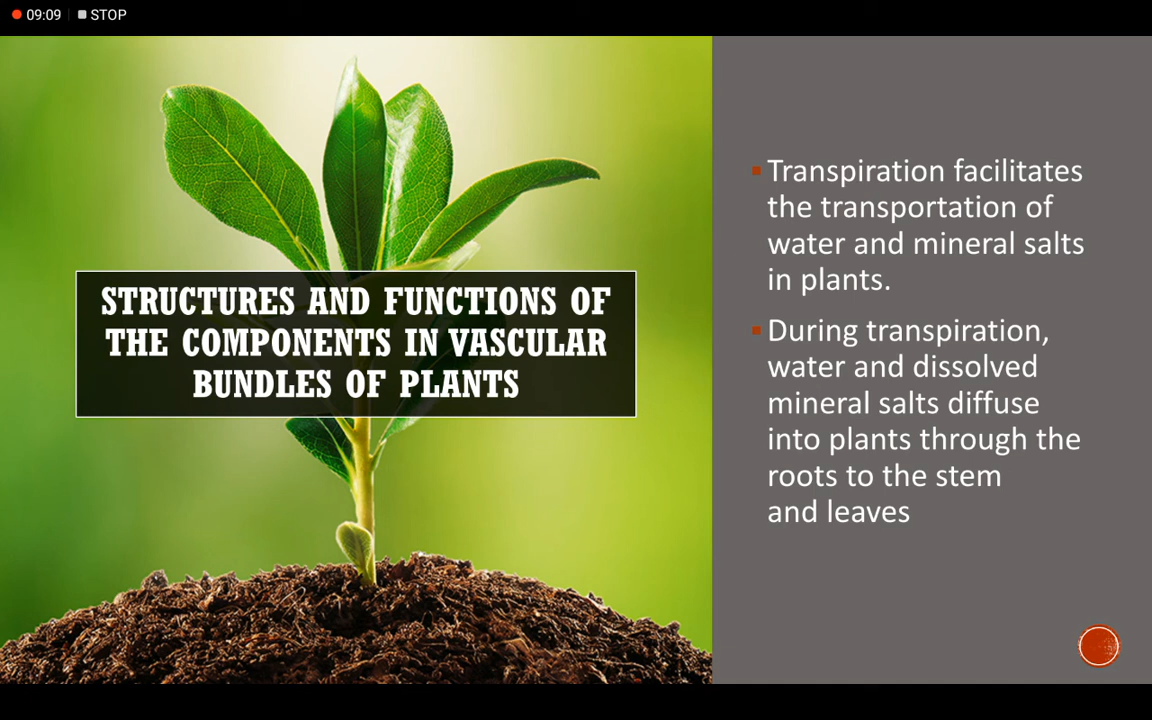 09:09 STOP
STRUCTURES AND FUNCTIONS OF
THE COMPONENTS IN VASCULAR
BUNDLES OF PLANTS
Transpiration facilitates
the transportation of
water and mineral salts
in plants.
During transpiration,
water and dissolved
mineral salts diffuse
into plants through the
roots to the stem
and leaves